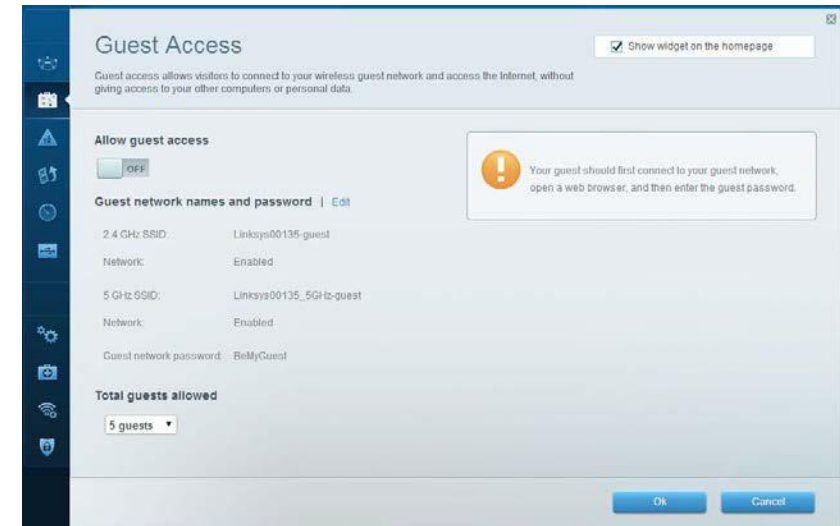 Guest Access
Show widget on the homepage
Guest access allows visitors to connect to your wireless guest network and access the Internet, without
giving access to your other computers or personal data.
Allow guest access
OFF
Your guest should first connect to your guest network,
open a web browser, and then enter the guest password.
Guest network names and password | Edit
2.4 GHz SSID: Linksys00135-guest
Network: Enabled
5 GHz SSID: Linksys00135_5GHz-guest
Network: Enabled
Guest network password: BeMyGuest
Total guests allowed
5 guests
Ok Cancel